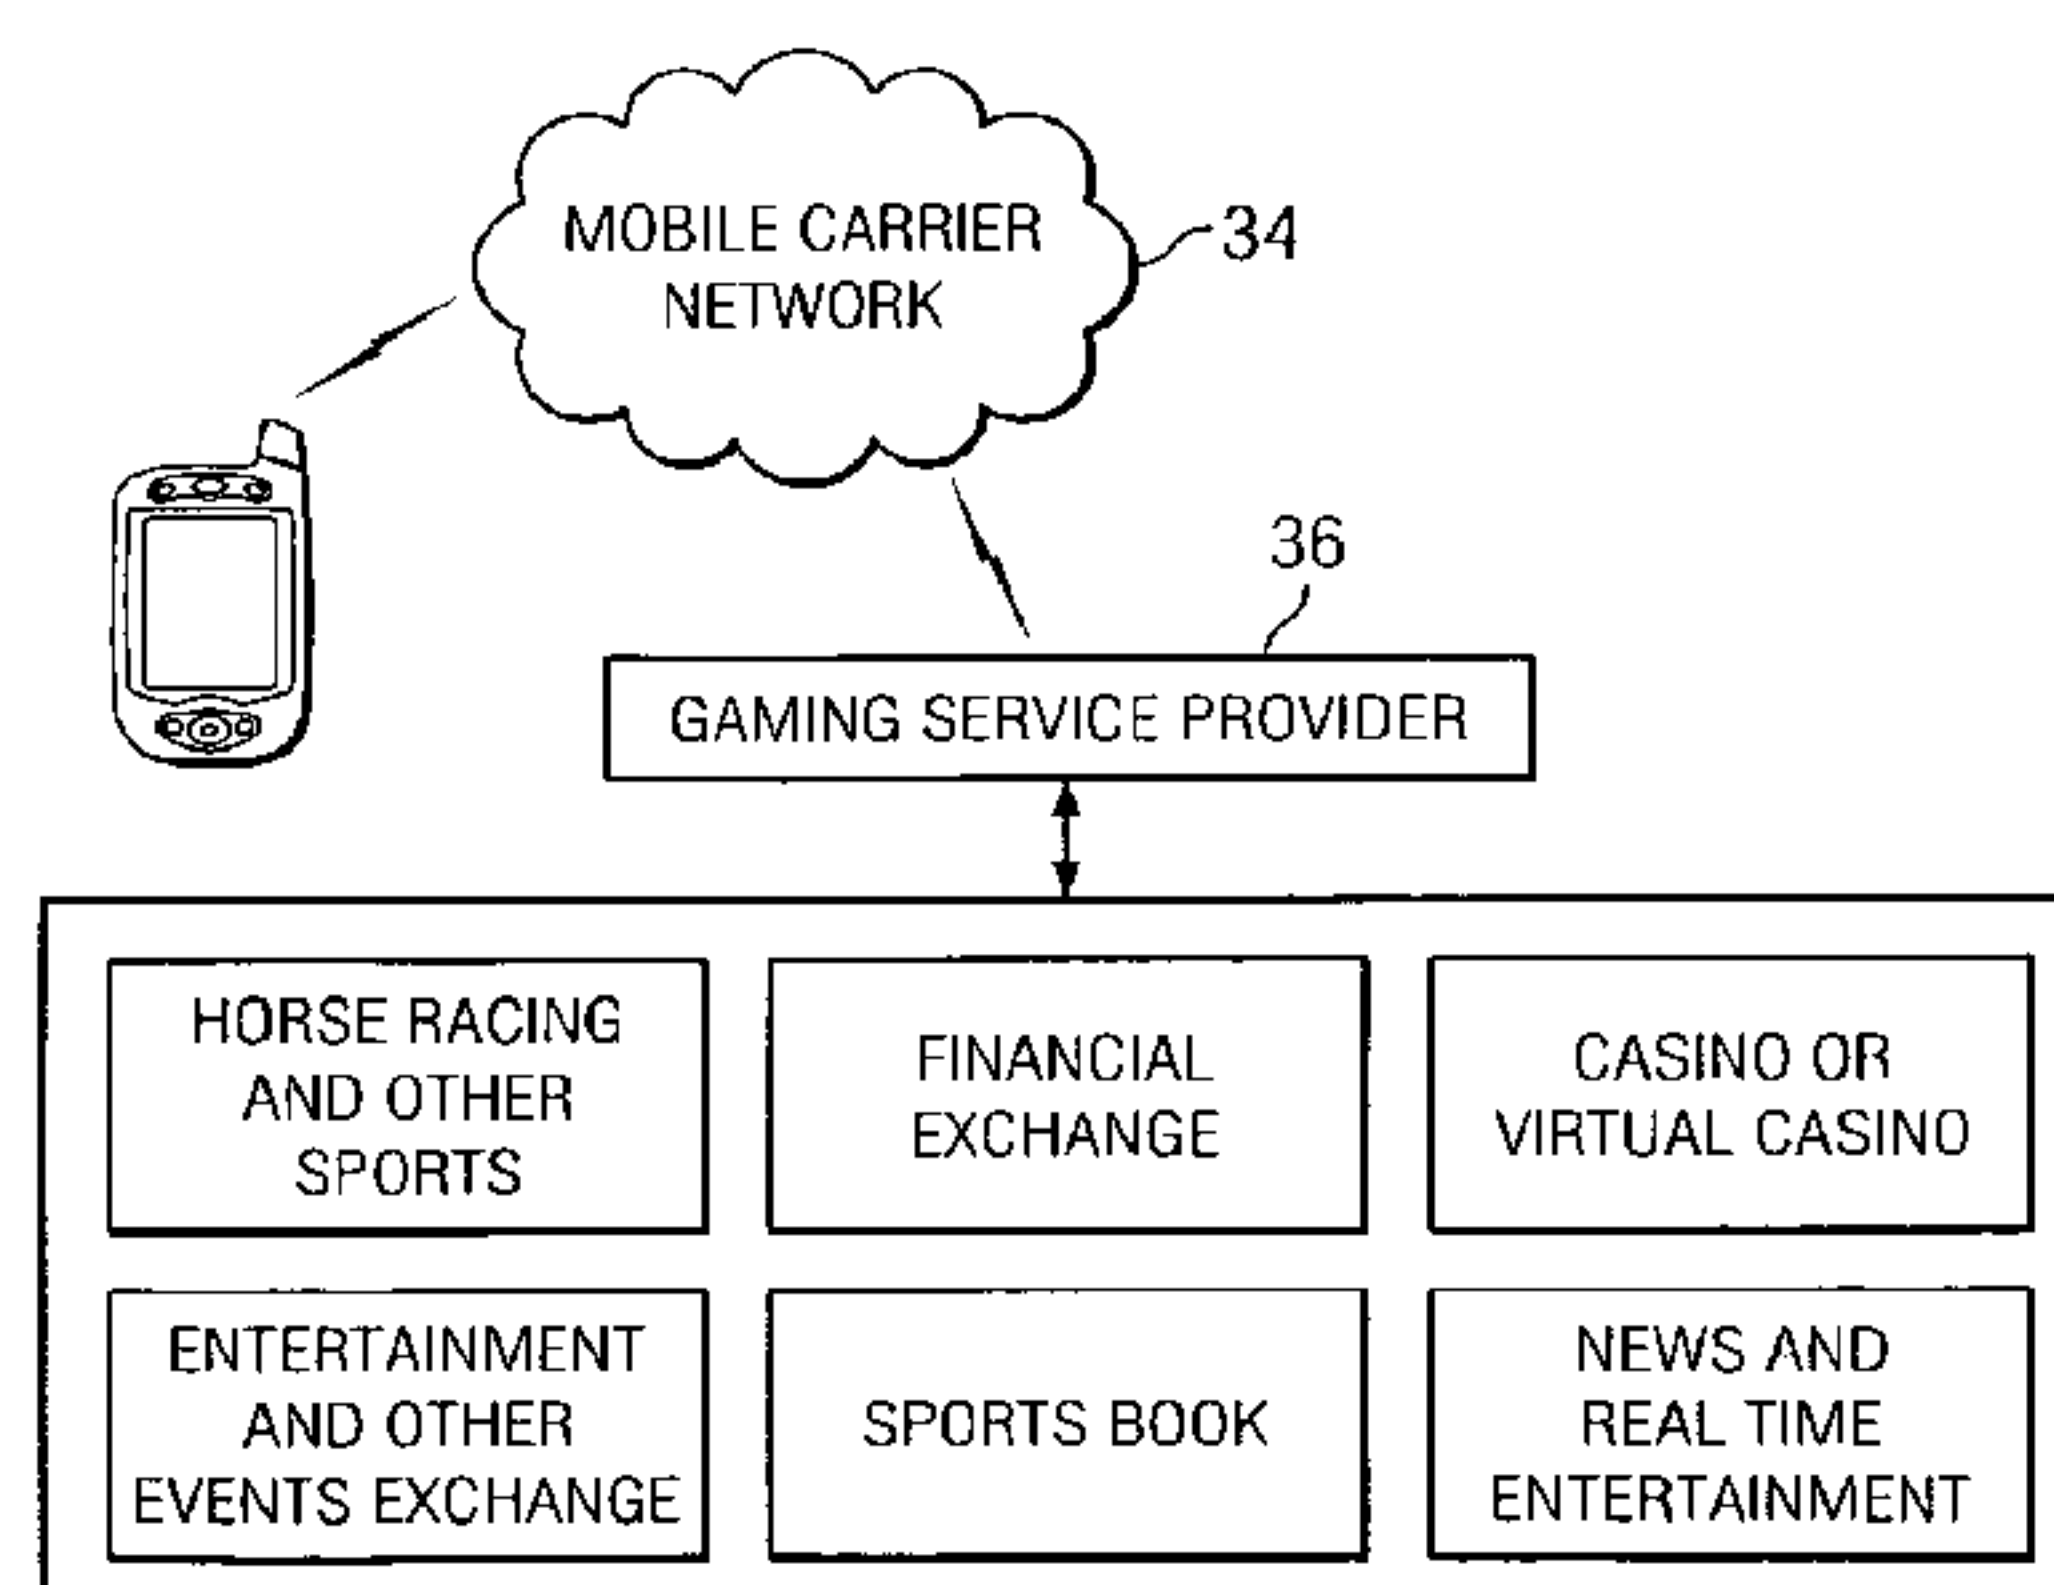 MOBILE CARRIER
NETWORK
34
36
GAMING SERVICE PROVIDER
HORSE RACING
AND OTHER
SPORTS
FINANCIAL
EXCHANGE
CASINO OR
VIRTUAL CASINO
ENTERTAINMENT
AND OTHER
EVENTS EXCHANGE
SPORTS BOOK
NEWS AND
REAL TIME
ENTERTAINMENT